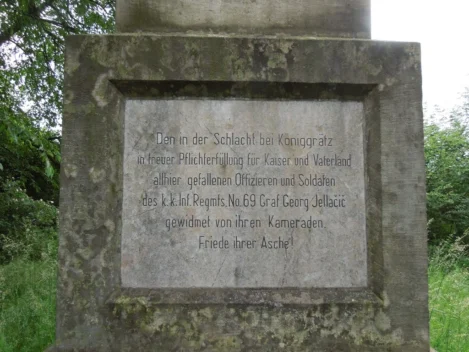 Den in der Schlacht bei Königgrätz
in treuer Pflichterfüllung für Kaiser und Vaterland
allhier gefallenen Offizieren und Soldaten
des k.k. Inf. Regmts. No. 69 Graf Georg Jellačić
gewidmet von ihren Kameraden.
Friede ihrer Asche!